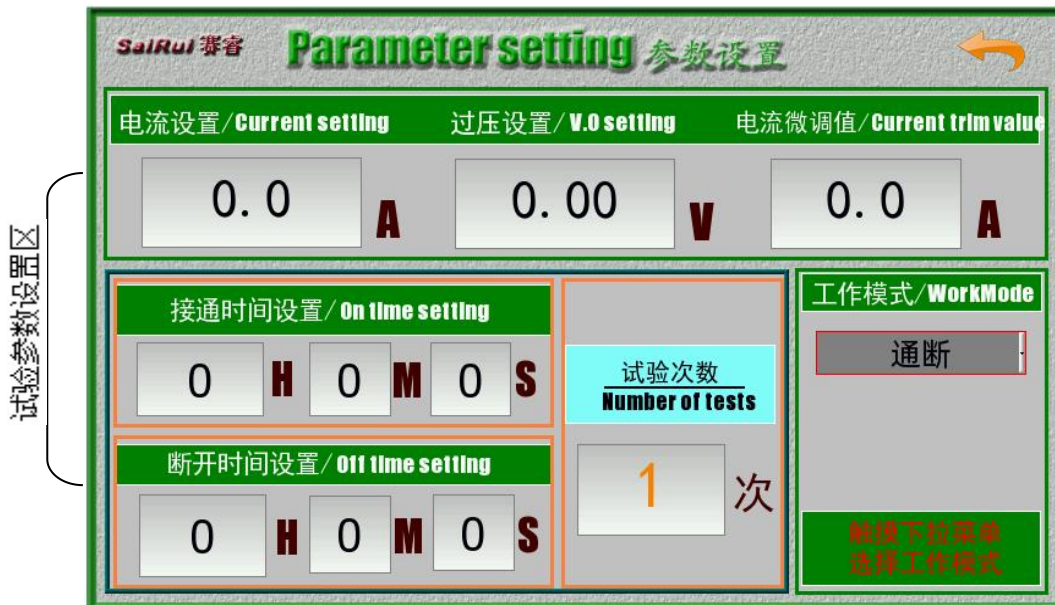 SaiRui 赛睿 Parameter setting 参数设置
电流设置/Current setting 过压设置/V.O setting 电流微调值/Current trim value
0.0 A 0.00 V 0.0 A
试验参数设置区
接通时间设置/On time setting
0 H 0 M 0 S
断开时间设置/Off time setting
0 H 0 M 0 S
试验次数
Number of tests
1 次
工作模式/WorkMode
通断
触摸下拉菜单
选择工作模式